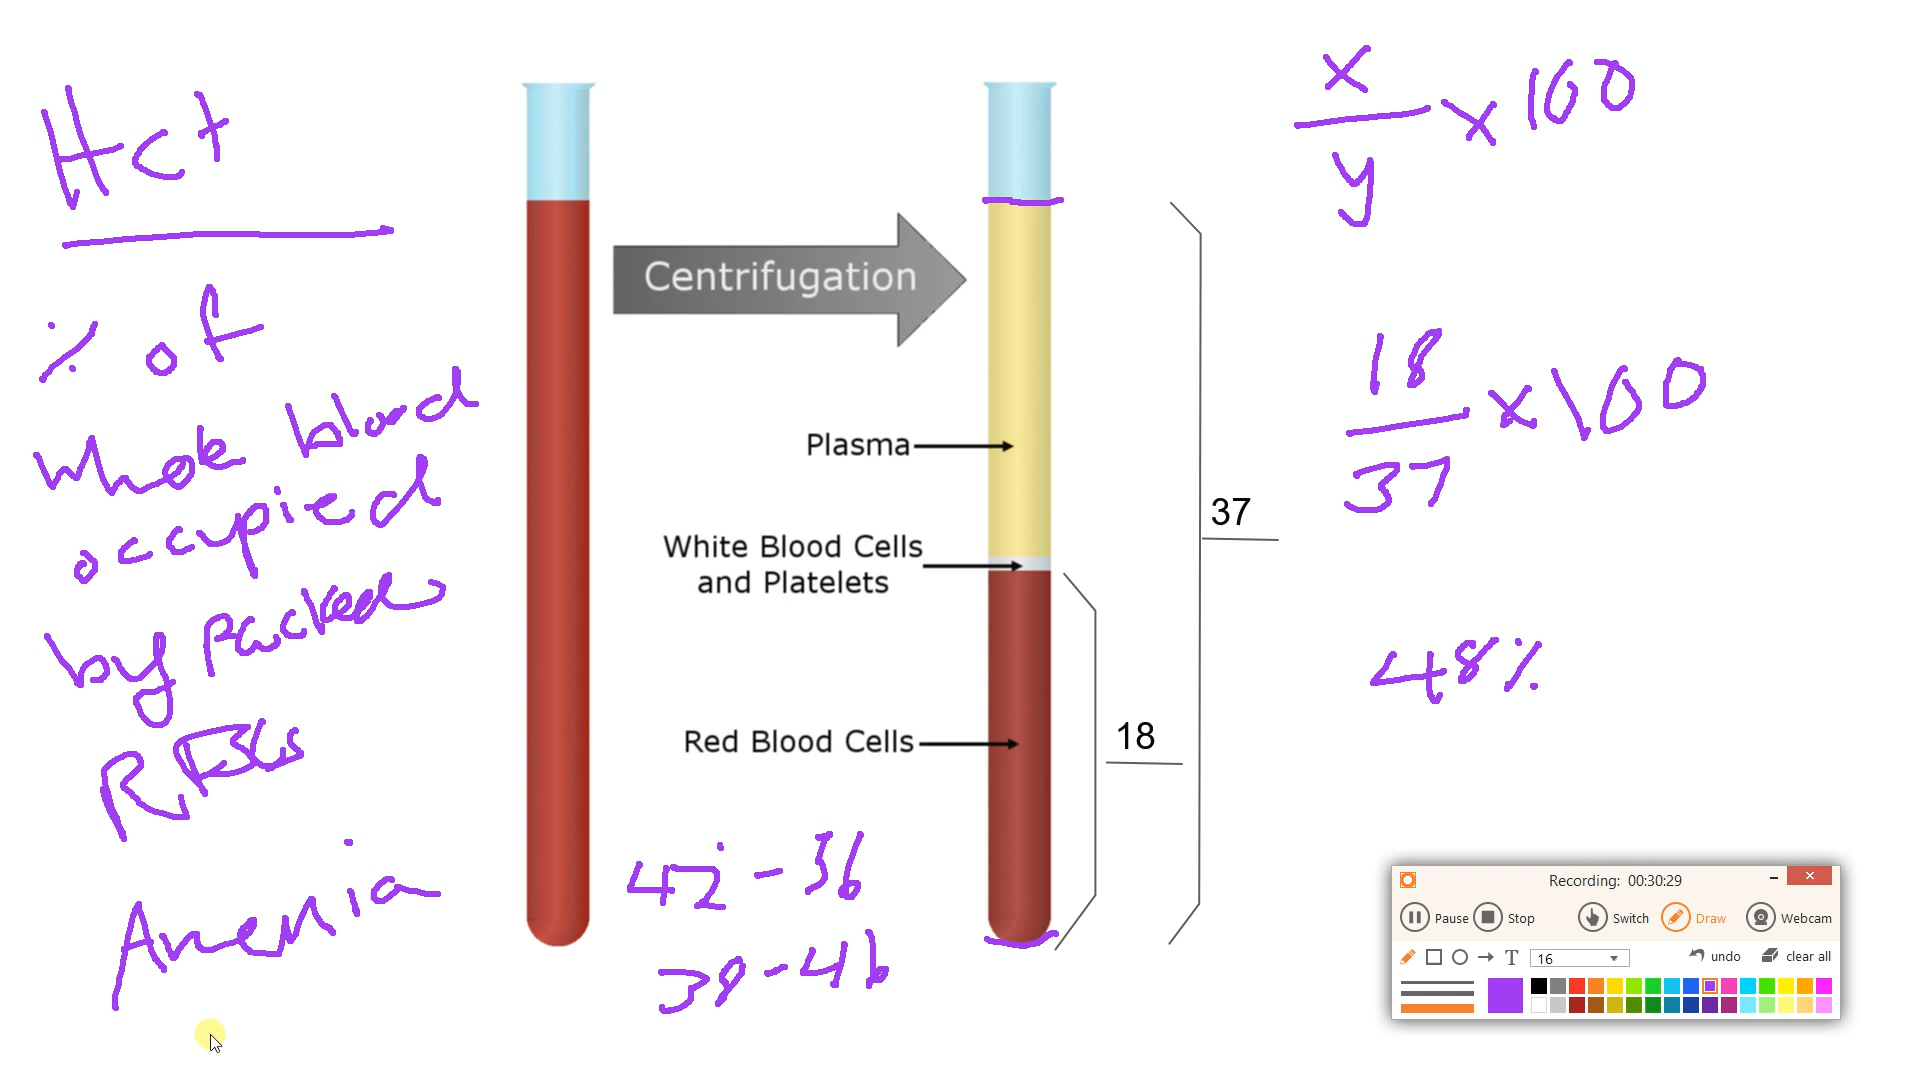 Hct
% of
whole blood
occupied
by packed
RBCs
Anemia
Centrifugation
Plasma
White Blood Cells
and Platelets
Red Blood Cells
18
37
38-46
x
y
x 100
18
37
x 100
48%
Recording: 00:30:29
Pause
Stop
Switch
Draw
Webcam
T
16
undo
clear all